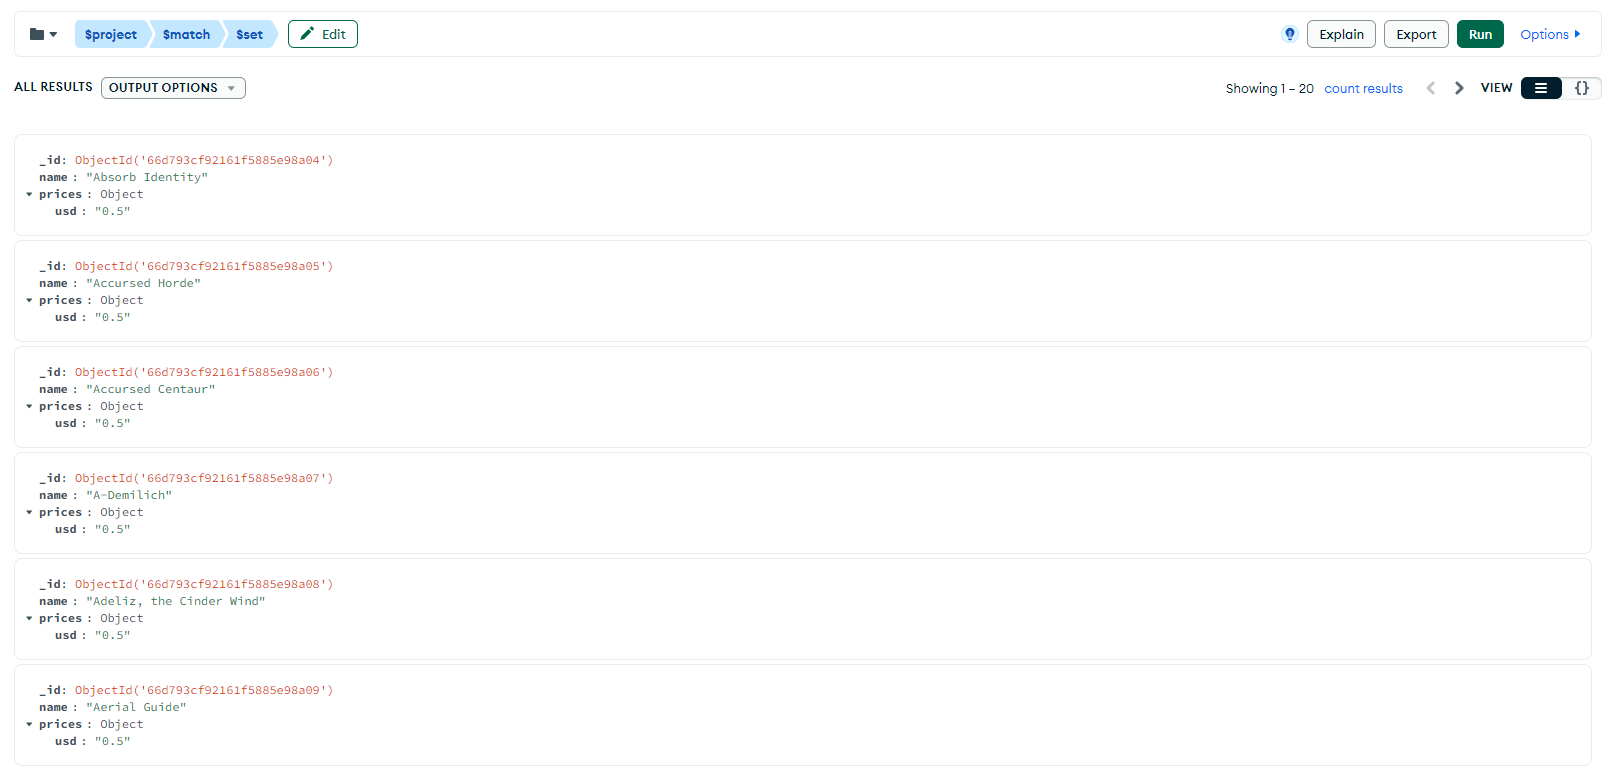 $project $match $set Edit Explain Export Run Options
ALL RESULTS OUTPUT OPTIONS Showing 1 – 20 count results VIEW {}
_id: ObjectId('66d793cf92161f5885e98a04')
name : "Absorb Identity"
prices : Object
usd : "0.5"
_id: ObjectId('66d793cf92161f5885e98a05')
name : "Accursed Horde"
prices : Object
usd : "0.5"
_id: ObjectId('66d793cf92161f5885e98a06')
name : "Accursed Centaur"
prices : Object
usd : "0.5"
_id: ObjectId('66d793cf92161f5885e98a07')
name : "A-Demilich"
prices : Object
usd : "0.5"
_id: ObjectId('66d793cf92161f5885e98a08')
name : "Adeliz, the Cinder Wind"
prices : Object
usd : "0.5"
_id: ObjectId('66d793cf92161f5885e98a09')
name : "Aerial Guide"
prices : Object
usd : "0.5"